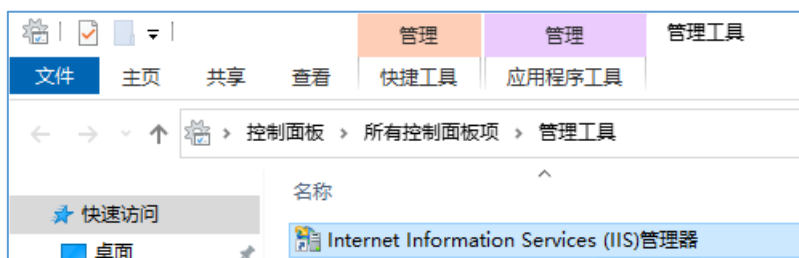 管理 管理 管理工具
文件 主页 共享 查看 快捷工具 应用程序工具
控制面板 › 所有控制面板项 › 管理工具
名称
快速访问
Internet Information Services (IIS)管理器
桌面